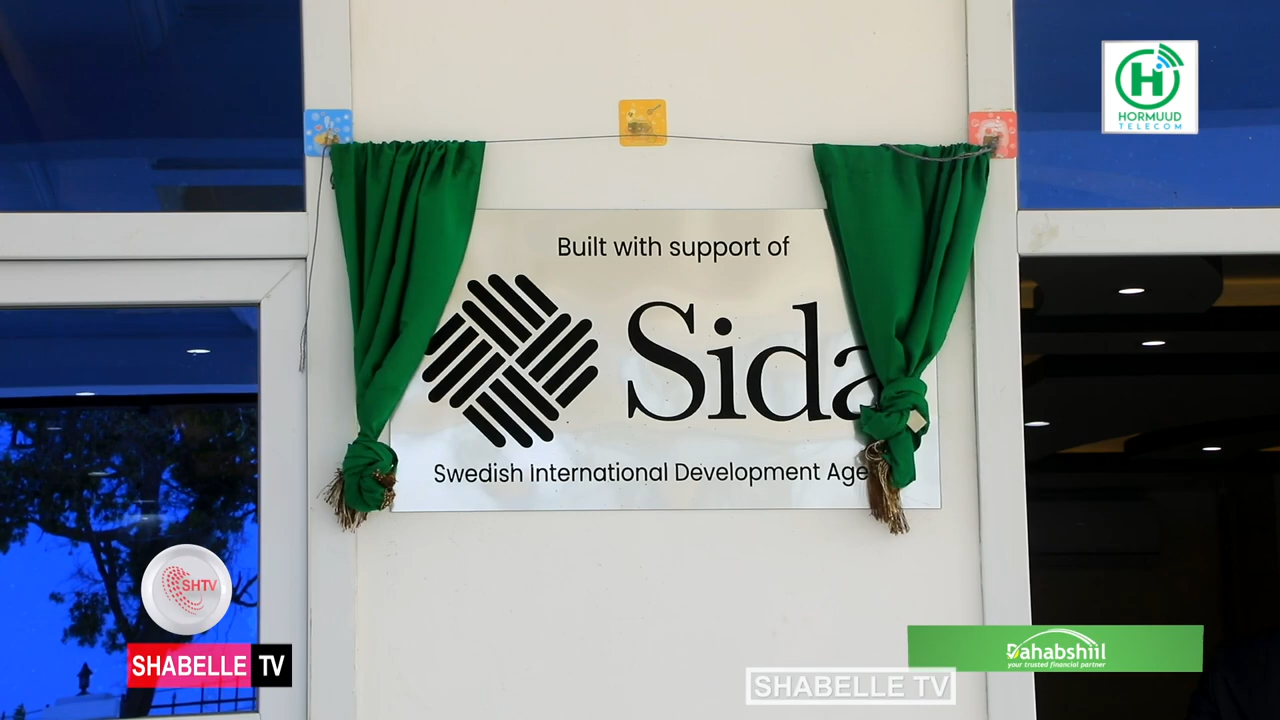 HORMUUD
TELECOM
Built with support of
Sida
Swedish International Development Age
SHTV
SHABELLE TV
Dahabshiil
your trusted financial partner
SHABELLE TV